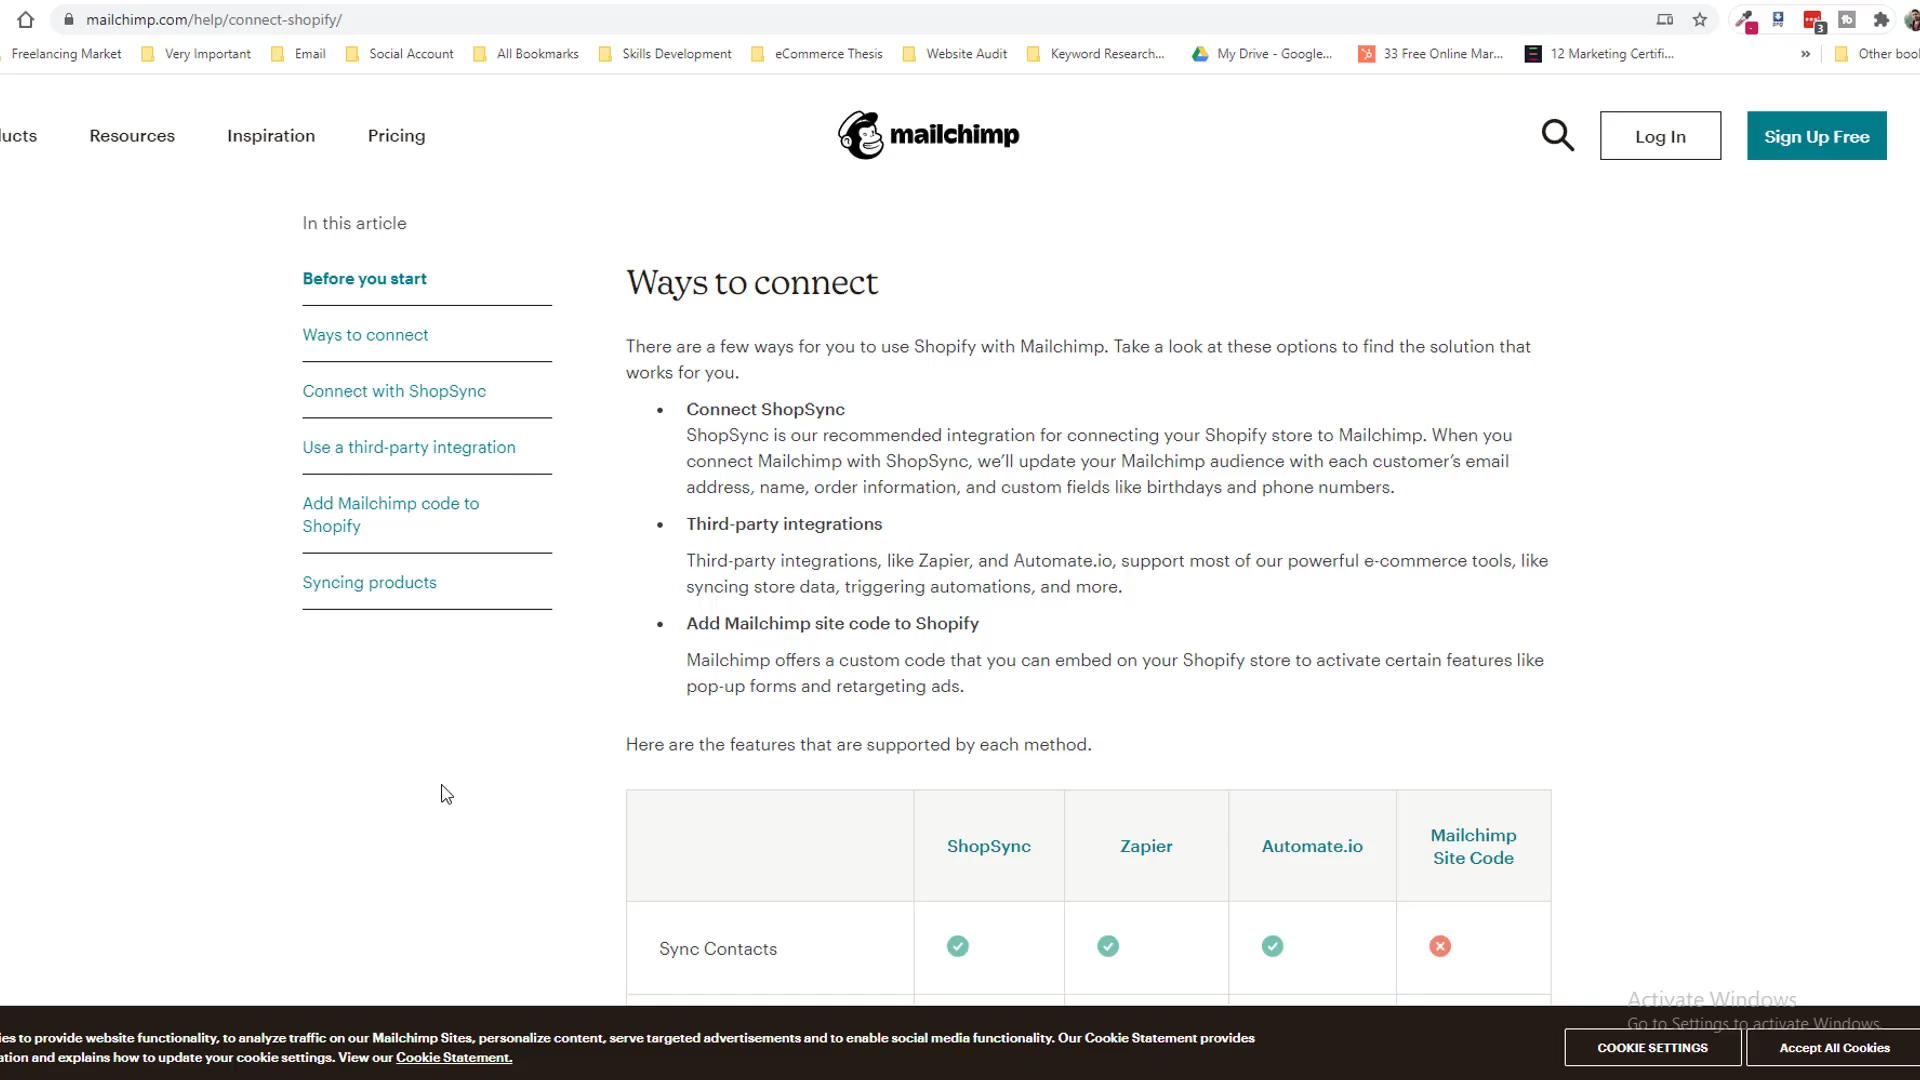 mailchimp.com/help/connect-shopify/
3
Freelancing Market Very Important Email Social Account All Bookmarks Skills Development eCommerce Thesis Website Audit Keyword Research... My Drive - Google... 33 Free Online Mar... 12 Marketing Certifi... » Other book
ucts Resources Inspiration Pricing mailchimp Log In Sign Up Free
In this article
Before you start
Ways to connect
Connect with ShopSync
Use a third-party integration
Add Mailchimp code to
Shopify
Syncing products
Ways to connect
There are a few ways for you to use Shopify with Mailchimp. Take a look at these options to find the solution that
works for you.
• Connect ShopSync
ShopSync is our recommended integration for connecting your Shopify store to Mailchimp. When you
connect Mailchimp with ShopSync, we'll update your Mailchimp audience with each customer's email
address, name, order information, and custom fields like birthdays and phone numbers.
• Third-party integrations
Third-party integrations, like Zapier, and Automate.io, support most of our powerful e-commerce tools, like
syncing store data, triggering automations, and more.
• Add Mailchimp site code to Shopify
Mailchimp offers a custom code that you can embed on your Shopify store to activate certain features like
pop-up forms and retargeting ads.
Here are the features that are supported by each method.
ShopSync Zapier Automate.io Mailchimp
Site Code
Sync Contacts
Activate Windows
Go to Settings to activate Windows.
ies to provide website functionality, to analyze traffic on our Mailchimp Sites, personalize content, serve targeted advertisements and to enable social media functionality. Our Cookie Statement provides
ation and explains how to update your cookie settings. View our Cookie Statement.
COOKIE SETTINGS Accept All Cookies